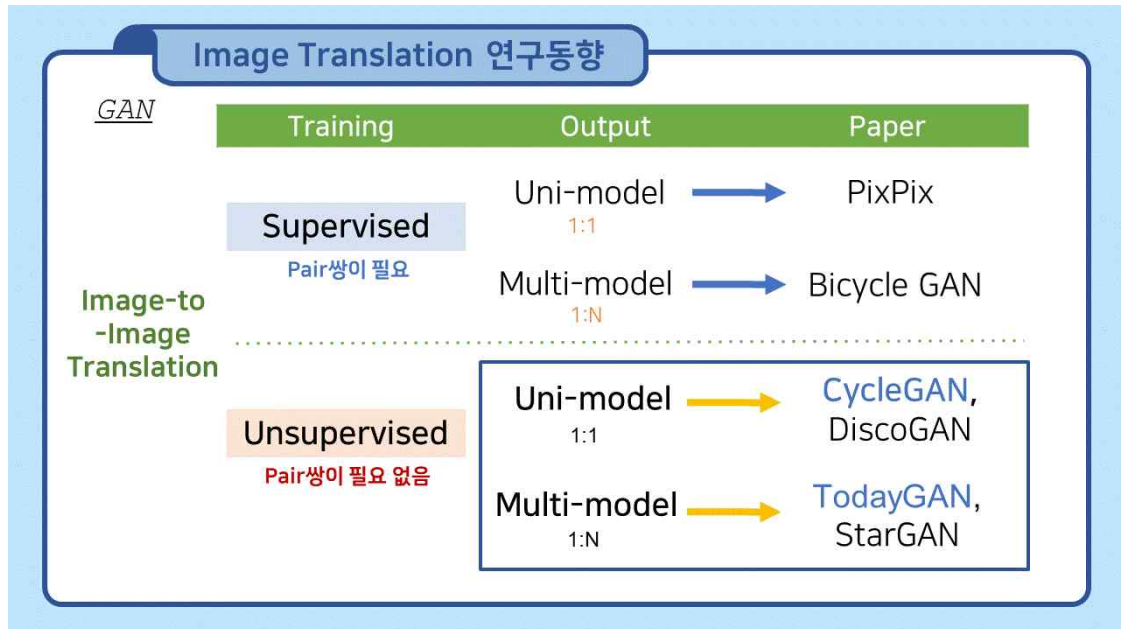 Image Translation 연구동향
GAN
Training Output Paper
Uni-model PixPix
1:1
Supervised
Pair쌍이 필요
Multi-model Bicycle GAN
1:N
Image-to
-Image
Translation
Uni-model CycleGAN,
1:1 DiscoGAN
Unsupervised
Pair쌍이 필요 없음
Multi-model TodayGAN,
1:N StarGAN